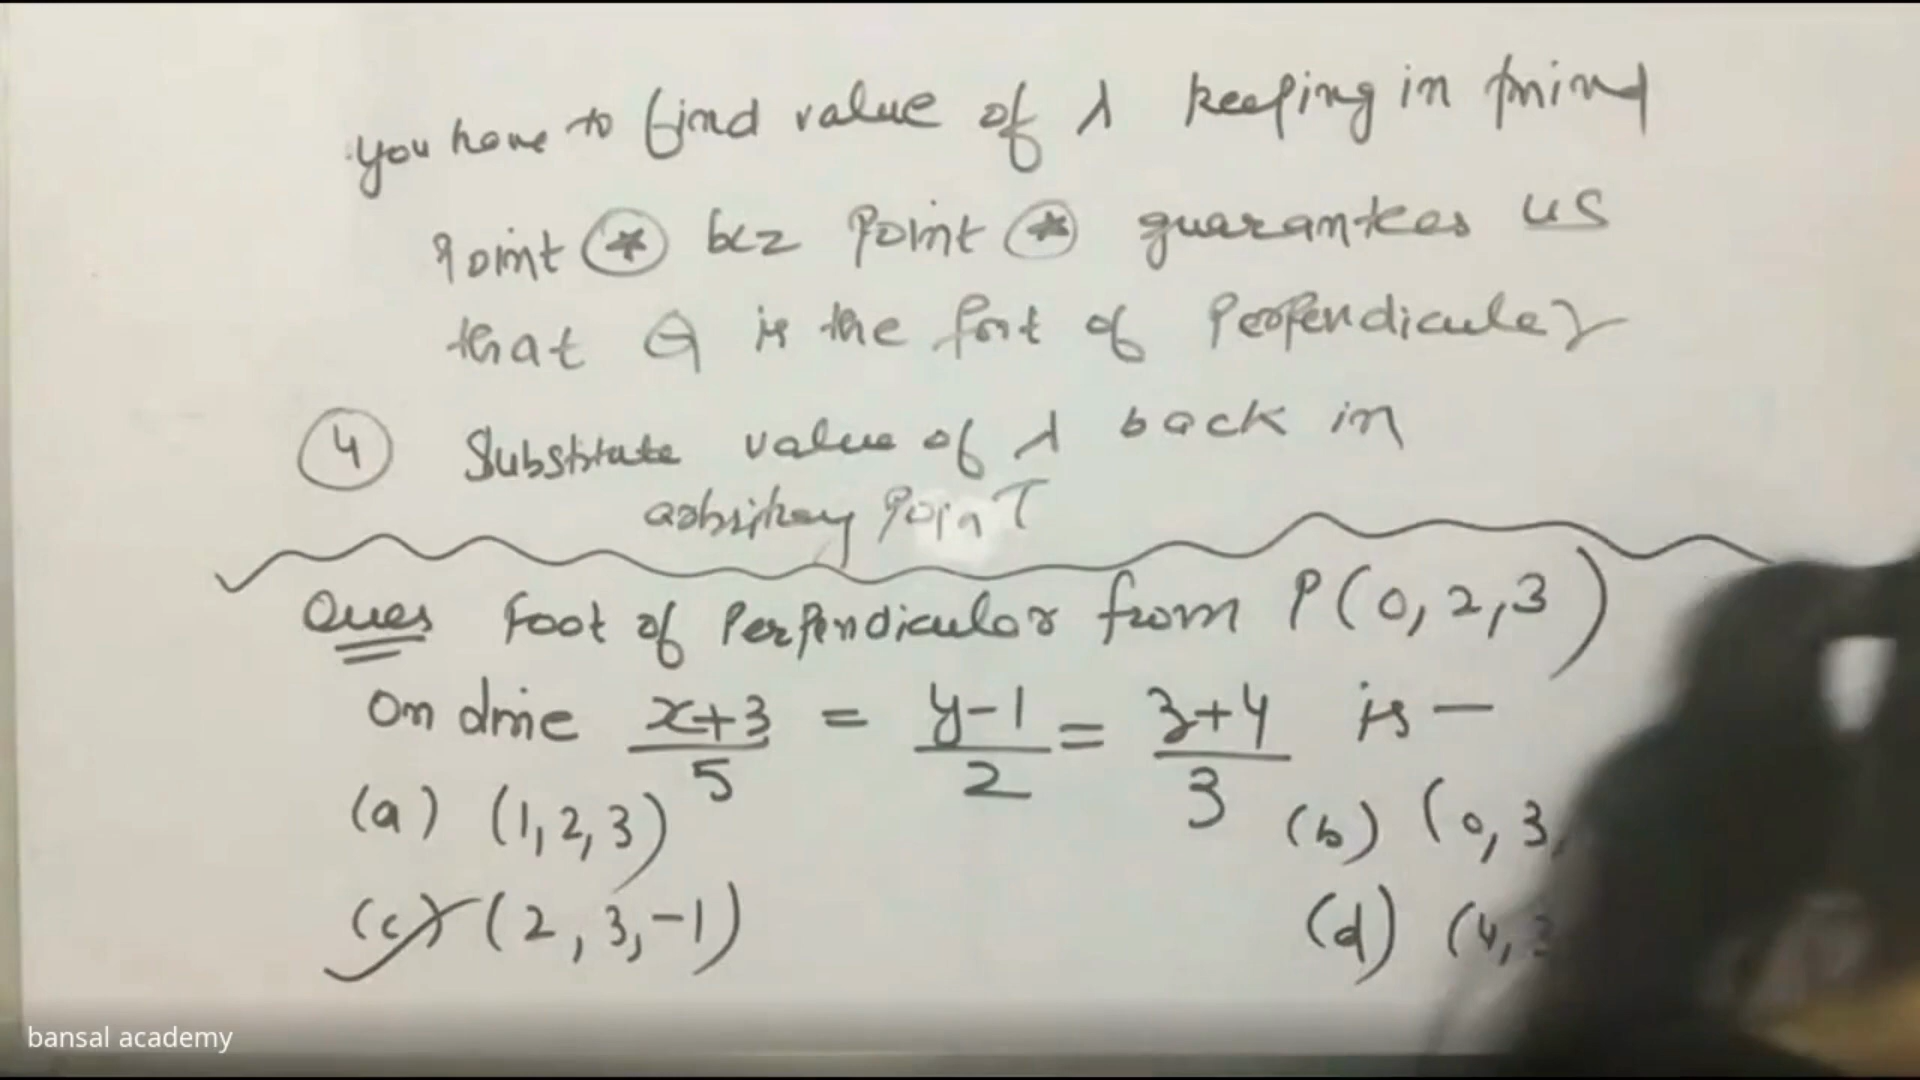 you have to find value of λ keeping in mind
Point * bcz Point * guarantees us
that Q is the foot of Perpendicular
4 Substitute value of λ back in
arbitrary Point
Ques Foot of Perpendicular from P(0,2,3)
on line x+3/5 = y-1/2 = z+4/3 is —
(a) (1,2,3) (b) (0,3,
(c) (2,3,-1) (d) (4,3
bansal academy